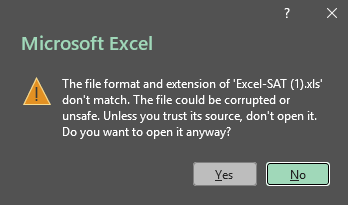 ?
Microsoft Excel
The file format and extension of 'Excel-SAT (1).xls'
don't match. The file could be corrupted or
unsafe. Unless you trust its source, don't open it.
Do you want to open it anyway?
Yes No